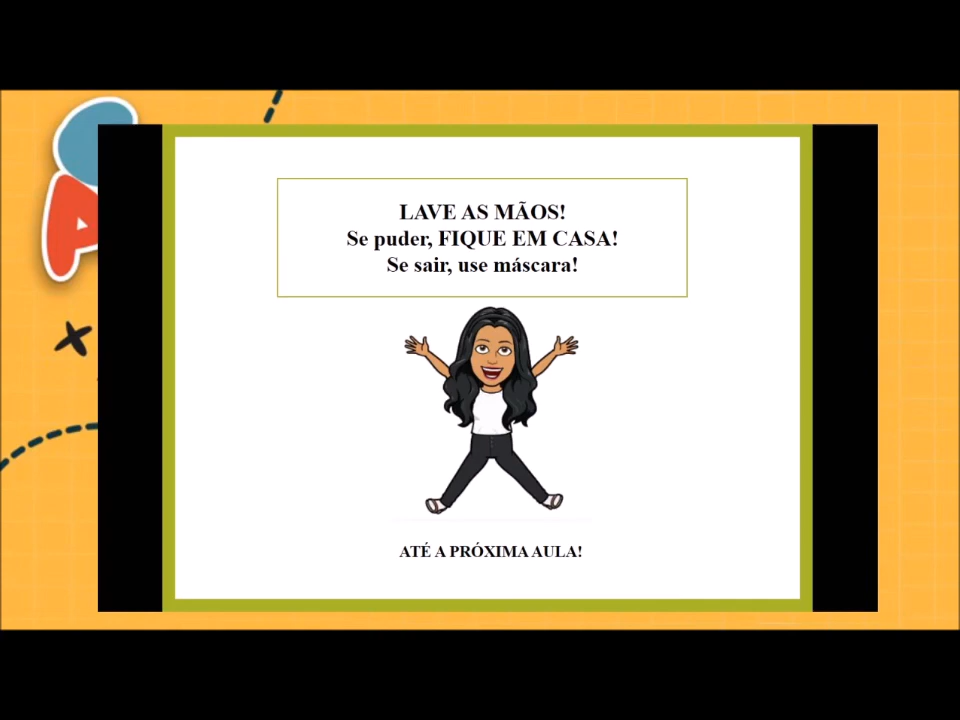 LAVE AS MÃOS!
Se puder, FIQUE EM CASA!
Se sair, use máscara!
ATÉ A PRÓXIMA AULA!